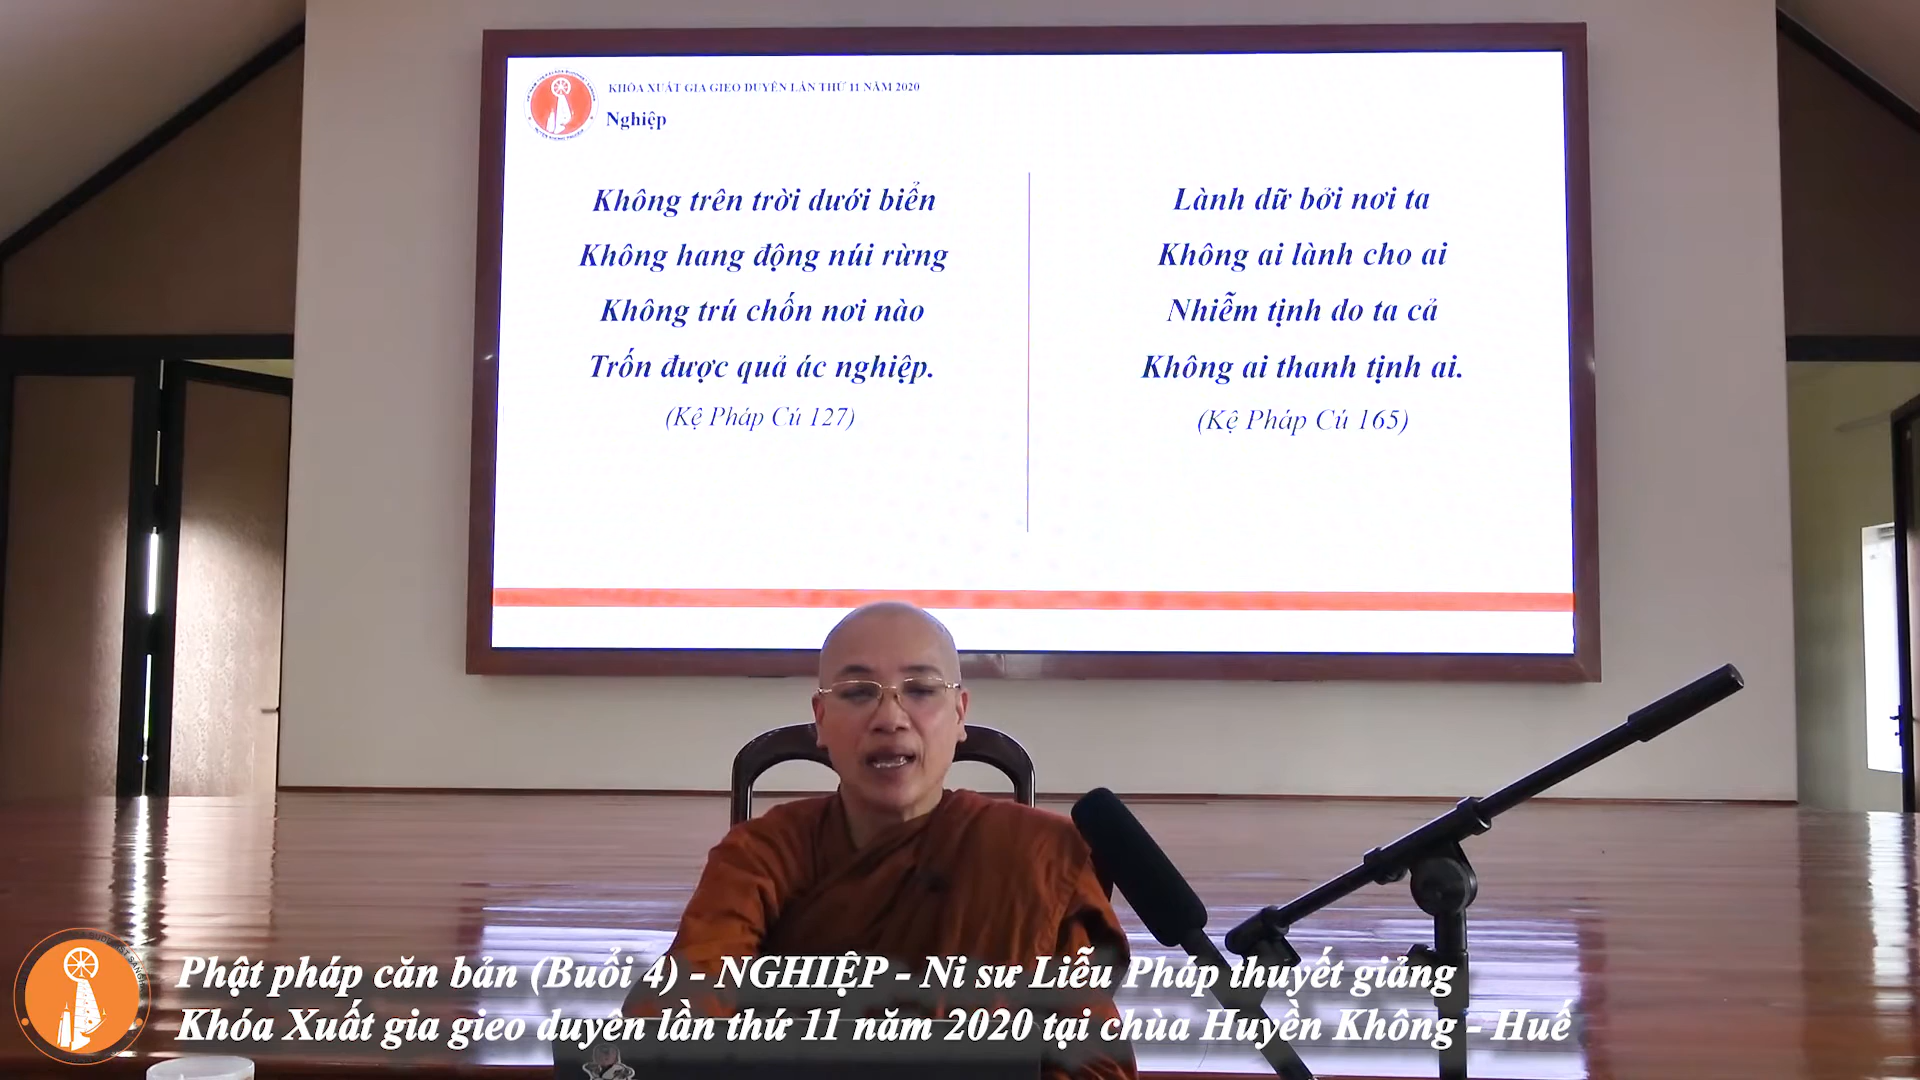 KHÓA XUẤT GIA GIEO DUYÊN LẦN THỨ 11 NĂM 2020
Nghiệp
Không trên trời dưới biển
Không hang động núi rừng
Không trú chốn nơi nào
Trốn được quả ác nghiệp.
(Kệ Pháp Cú 127)
Lành dữ bởi nơi ta
Không ai lành cho ai
Nhiễm tịnh do ta cả
Không ai thanh tịnh ai.
(Kệ Pháp Cú 165)
Phật pháp căn bản (Buổi 4) - NGHIỆP - Ni sư Liễu Pháp thuyết giảng
Khóa Xuất gia gieo duyên lần thứ 11 năm 2020 tại chùa Huyền Không - Huế